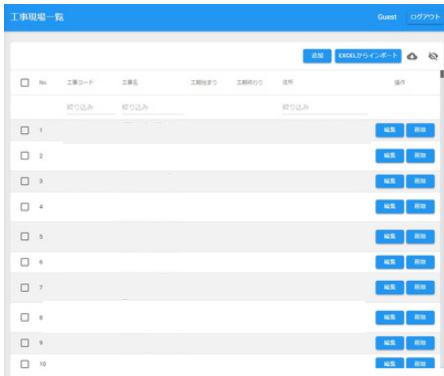 工事現場一覧 Guest ログアウト
追加 EXCELからインポート
No. 工事コード 工事名 工期始まり 工期終わり 住所 操作
絞り込み 絞り込み 絞り込み
1 編集 削除
2 編集 削除
3 編集 削除
4 編集 削除
5 編集 削除
6 編集 削除
7 編集 削除
8 編集 削除
9 編集 削除
10 編集 削除